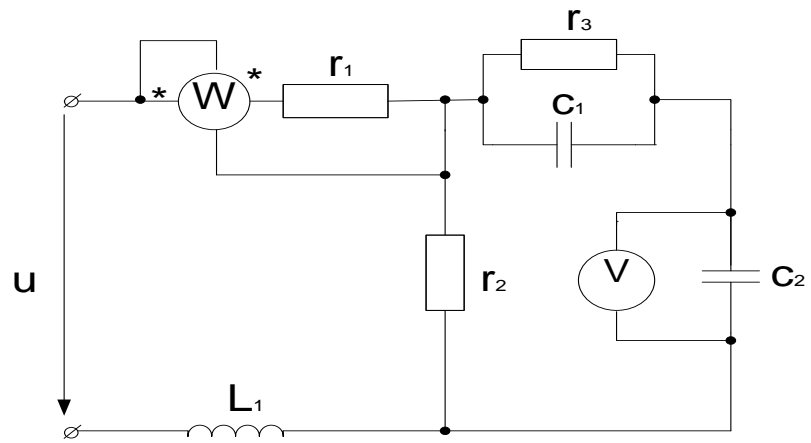 r₃
* W * r₁
C₁
u
r₂
V
C₂
L₁